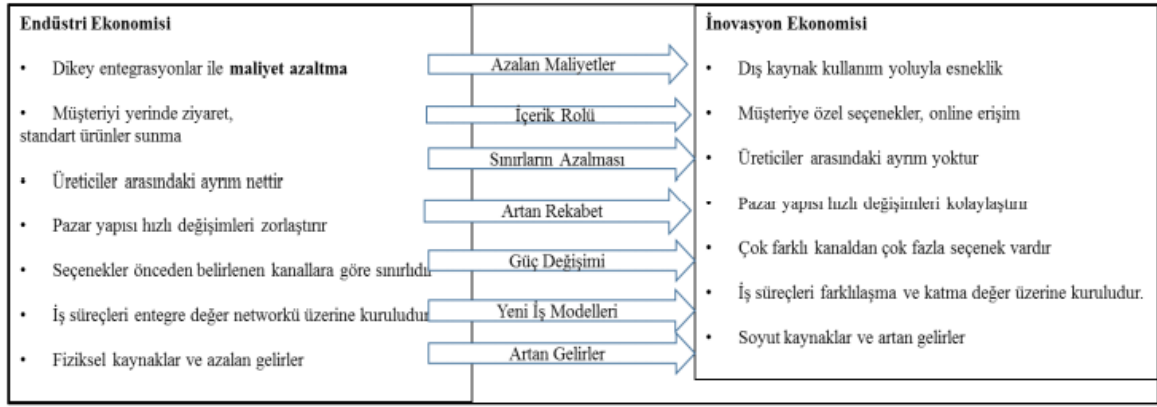 Endüstri Ekonomisi
• Dikey entegrasyonlar ile maliyet azaltma
• Müşteriyi yerinde ziyaret,
standart ürünler sunma
• Üreticiler arasındaki ayrım nettir
• Pazar yapısı hızlı değişimleri zorlaştırır
• Seçenekler önceden belirlenen kanallara göre sınırlıdır
• İş süreçleri entegre değer networkü üzerine kuruludur
• Fiziksel kaynaklar ve azalan gelirler
Azalan Maliyetler
İçerik Rolü
Sınırların Azalması
Artan Rekabet
Güç Değişimi
Yeni İş Modelleri
Artan Gelirler
İnovasyon Ekonomisi
• Dış kaynak kullanım yoluyla esneklik
• Müşteriye özel seçenekler, online erişim
• Üreticiler arasındaki ayrım yoktur
• Pazar yapısı hızlı değişimleri kolaylaştırır
• Çok farklı kanaldan çok fazla seçenek vardır
• İş süreçleri farklılaşma ve katma değer üzerine kuruludur.
• Soyut kaynaklar ve artan gelirler